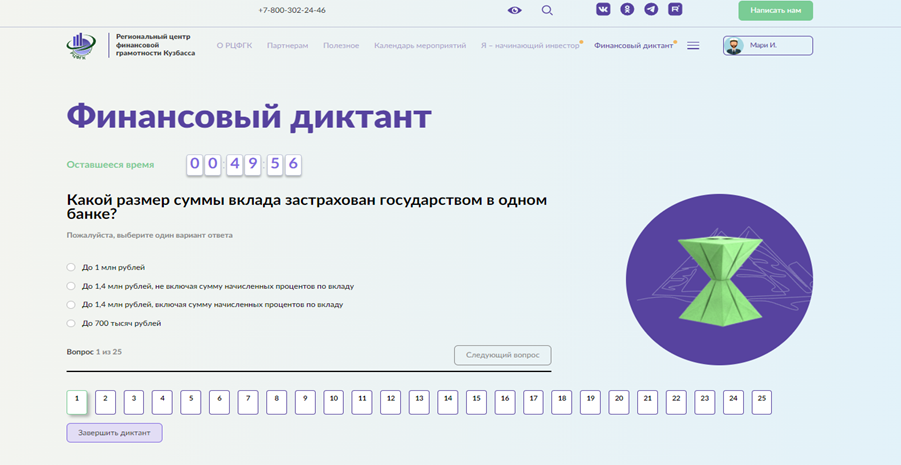 +7-800-302-24-46
Написать нам
Региональный центр
финансовой
грамотности Кузбасса
О РЦФГК Партнерам Полезное Календарь мероприятий Я – начинающий инвестор Финансовый диктант
Мари И.
Финансовый диктант
Оставшееся время 00:49:56
Какой размер суммы вклада застрахован государством в одном
банке?
Пожалуйста, выберите один вариант ответа
До 1 млн рублей
До 1,4 млн рублей, не включая сумму начисленных процентов по вкладу
До 1,4 млн рублей, включая сумму начисленных процентов по вкладу
До 700 тысяч рублей
Вопрос 1 из 25
Следующий вопрос
1 2 3 4 5 6 7 8 9 10 11 12 13 14 15 16 17 18 19 20 21 22 23 24 25
Завершить диктант